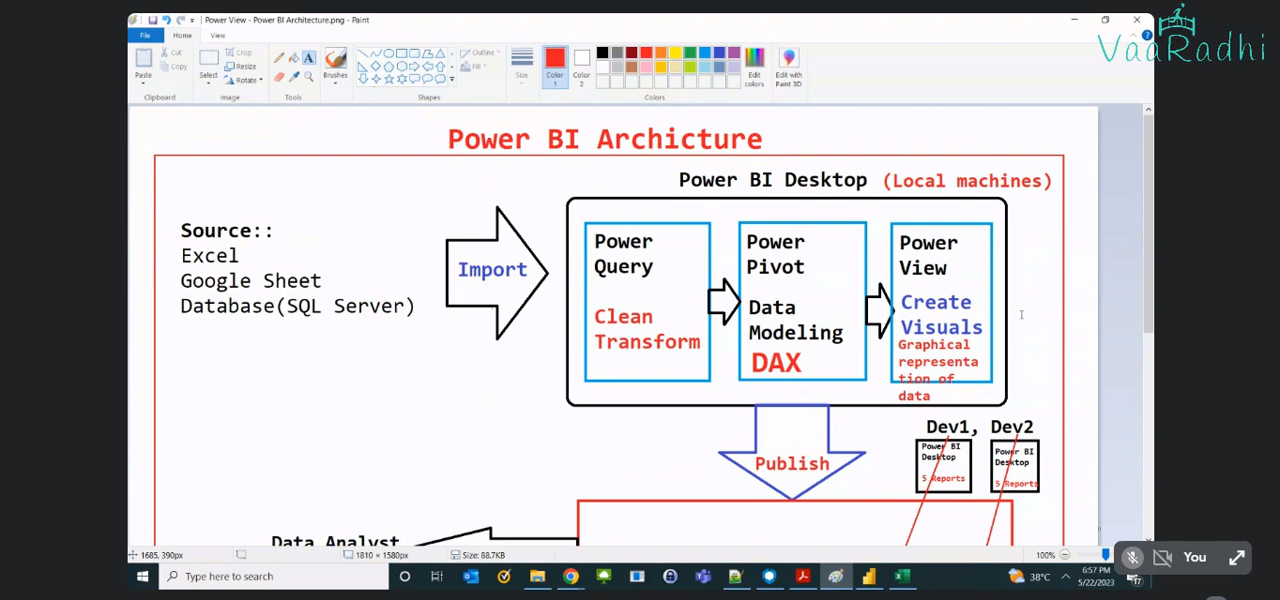 Power View - Power BI Architecture.png - Paint
VaaRadhi
File
Home
View
Paste
Cut
Copy
Clipboard
Select
Crop
Resize
Rotate
Image
Tools
Brushes
Shapes
Outline
Fill
Size
Color 1
Color 2
Colors
Edit colors
Edit with Paint 3D
Power BI Archicture
Power BI Desktop (Local machines)
Source::
Excel
Google Sheet
Database(SQL Server)
Import
Power
Query
Clean
Transform
Power
Pivot
Data
Modeling
DAX
Power
View
Create
Visuals
Graphical
representa
tion of
data
Publish
Dev1, Dev2
Power BI
Desktop
5 Reports
Power BI
Desktop
5 Reports
Data Analyst
1685, 390px
1810 × 1580px
Size: 88.7KB
100%
You
Type here to search
38°C
6:57 PM
5/22/2023
17